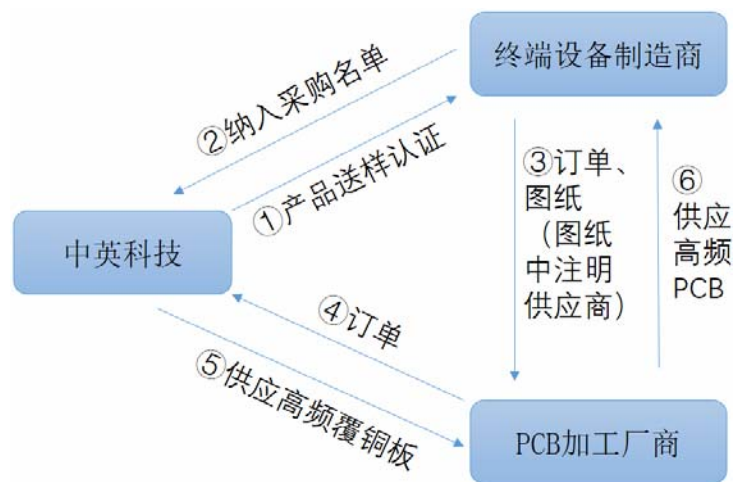 终端设备制造商
②纳入采购名单
①产品送样认证
③订单、
图纸
（图纸
中注明
供应商）
⑥
供应
高频
PCB
中英科技
④订单
⑤供应高频覆铜板
PCB加工厂商